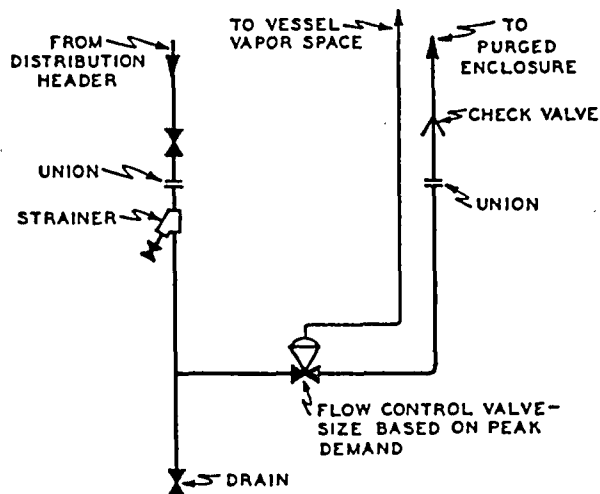 FROM
DISTRIBUTION
HEADER
TO VESSEL
VAPOR SPACE
TO
PURGED
ENCLOSURE
CHECK VALVE
UNION
STRAINER
UNION
FLOW CONTROL VALVE-
SIZE BASED ON PEAK
DEMAND
DRAIN